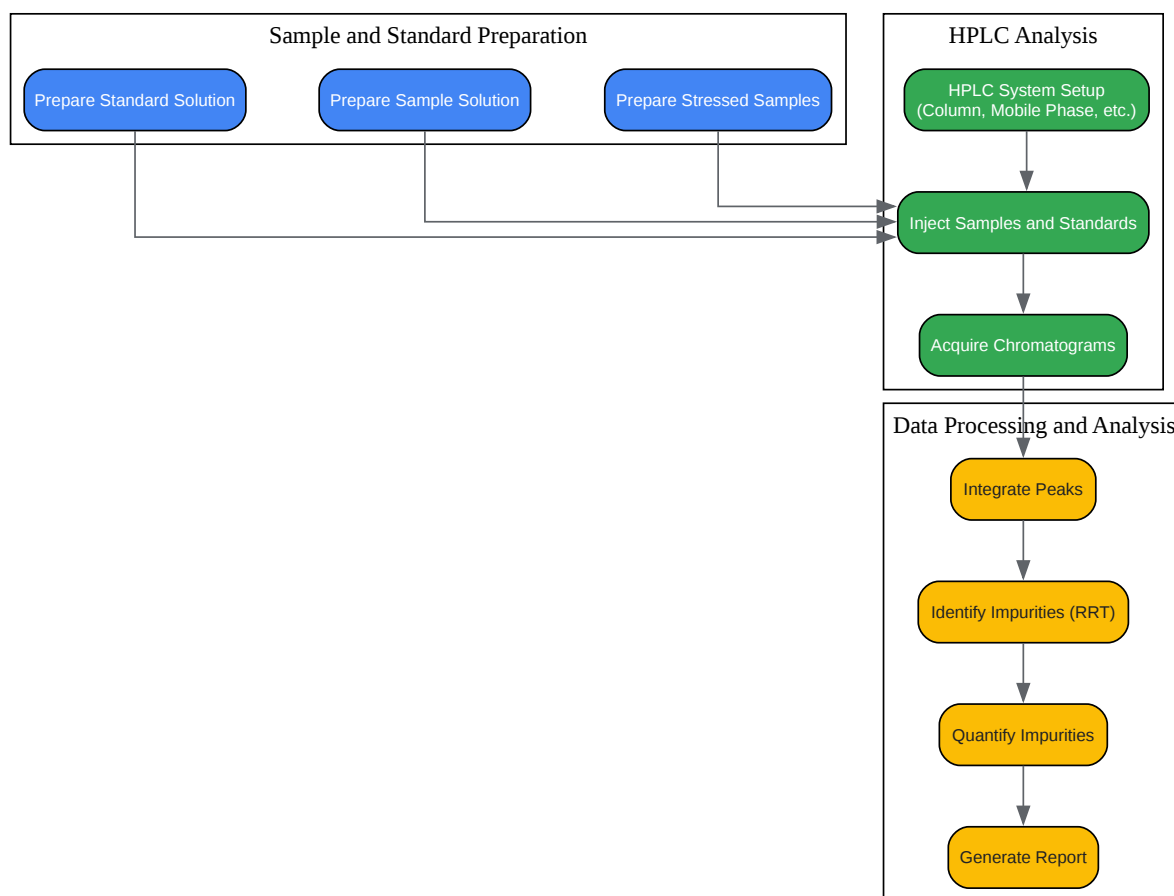 Sample and Standard Preparation
Prepare Standard Solution
Prepare Sample Solution
Prepare Stressed Samples
HPLC Analysis
HPLC System Setup
(Column, Mobile Phase, etc.)
Inject Samples and Standards
Acquire Chromatograms
Data Processing and Analysis
Integrate Peaks
Identify Impurities (RRT)
Quantify Impurities
Generate Report